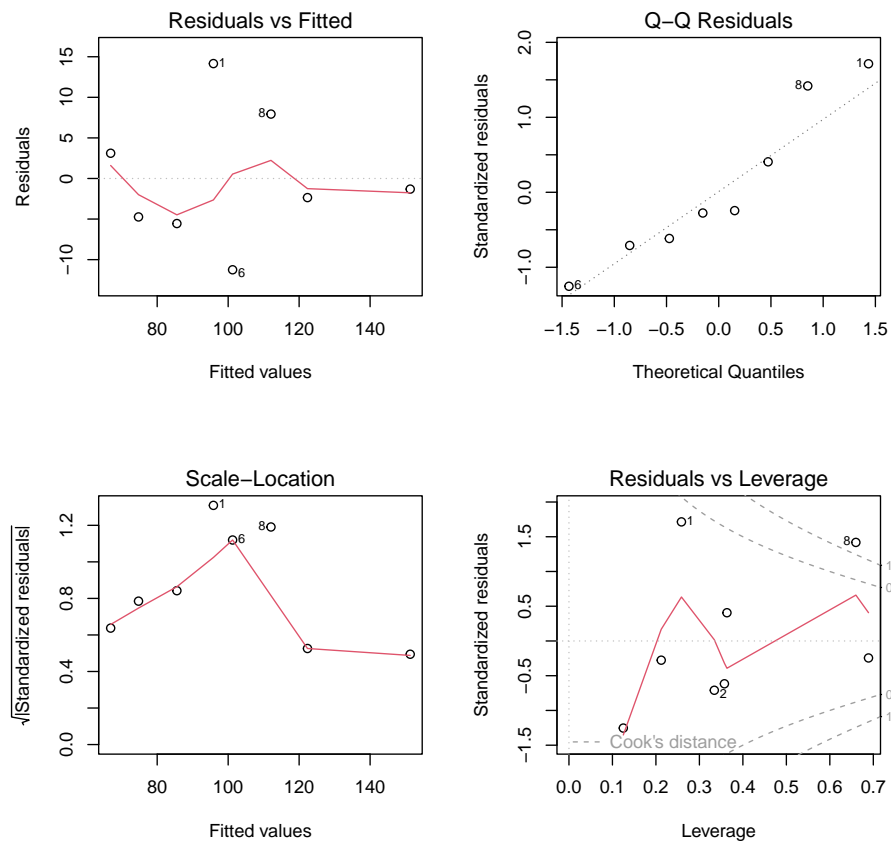 Residuals vs Fitted
Residuals
15
10
5
0
−10
1
8
6
80 100 120 140
Fitted values
Q−Q Residuals
Standardized residuals
2.0
1.0
0.0
−1.0
1
8
6
−1.5 −1.0 −0.5 0.0 0.5 1.0 1.5
Theoretical Quantiles
Scale−Location
√|Standardized residuals|
1.2
0.8
0.4
0.0
1
8
6
80 100 120 140
Fitted values
Residuals vs Leverage
Standardized residuals
1.5
0.5
−0.5
−1.5
1
8
2
1
0
0
1
Cook's distance
0.0 0.1 0.2 0.3 0.4 0.5 0.6 0.7
Leverage